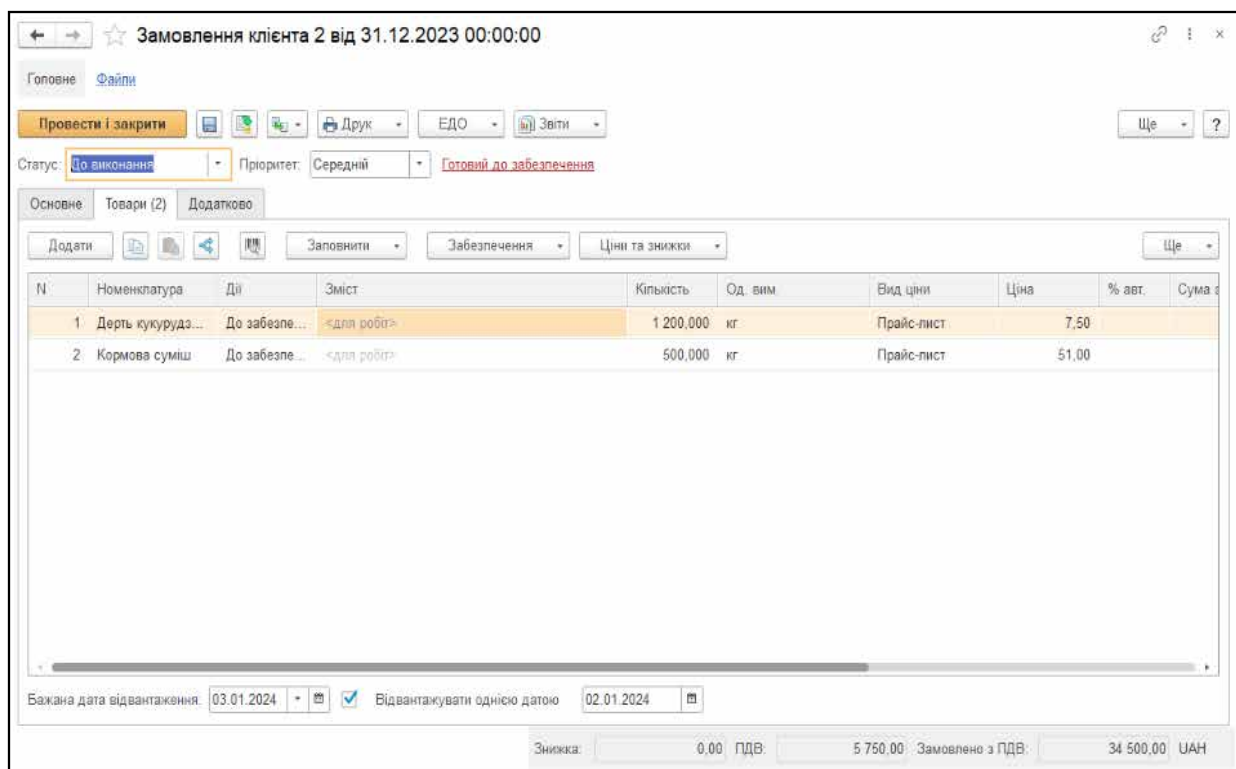 Замовлення клієнта 2 від 31.12.2023 00:00:00
Головне Файли
Провести і закрити Друк ЕДО Звіти Ще ?
Статус: До виконання Пріоритет: Середній Готовий до забезпечення
Основне Товари (2) Додатково
Додати Заповнити Забезпечення Ціни та знижки Ще
N Номенклатура Дії Зміст Кількість Од. вим. Вид ціни Ціна % авт. Сума
1 Дерть кукурудз... До забезпе... <для робіт> 1 200,000 кг Прайс-лист 7,50
2 Кормова суміш До забезпе... <для робіт> 500,000 кг Прайс-лист 51,00
Бажана дата відвантаження: 03.01.2024 Відвантажувати однією датою 02.01.2024
Знижка: 0,00 ПДВ: 5 750,00 Замовлено з ПДВ: 34 500,00 UAH